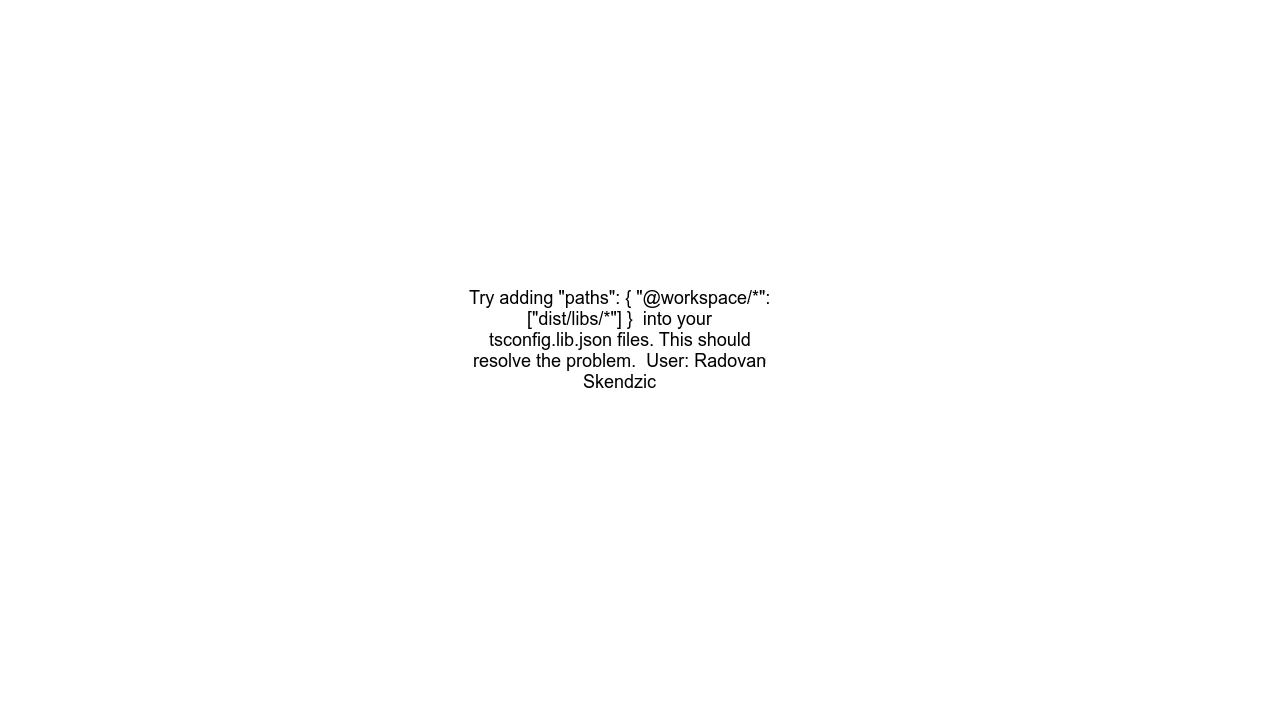 Try adding "paths": { "@workspace/*":
["dist/libs/*"] }  into your
tsconfig.lib.json files. This should
resolve the problem.  User: Radovan
Skendzic